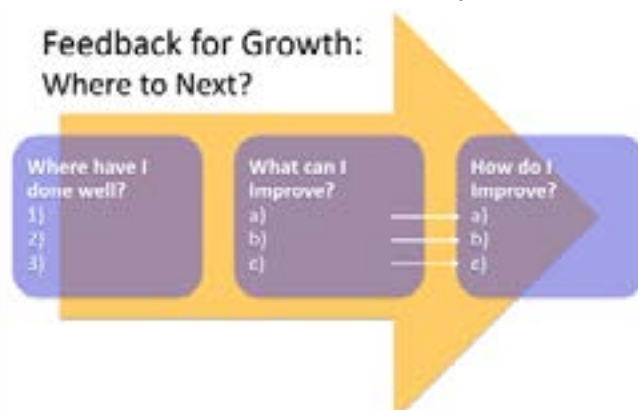 Feedback for Growth:
Where to Next?
Where have I
done well?
1)
2)
3)
What can I
Improve?
a)
b)
c)
How do I
Improve?
a)
b)
c)